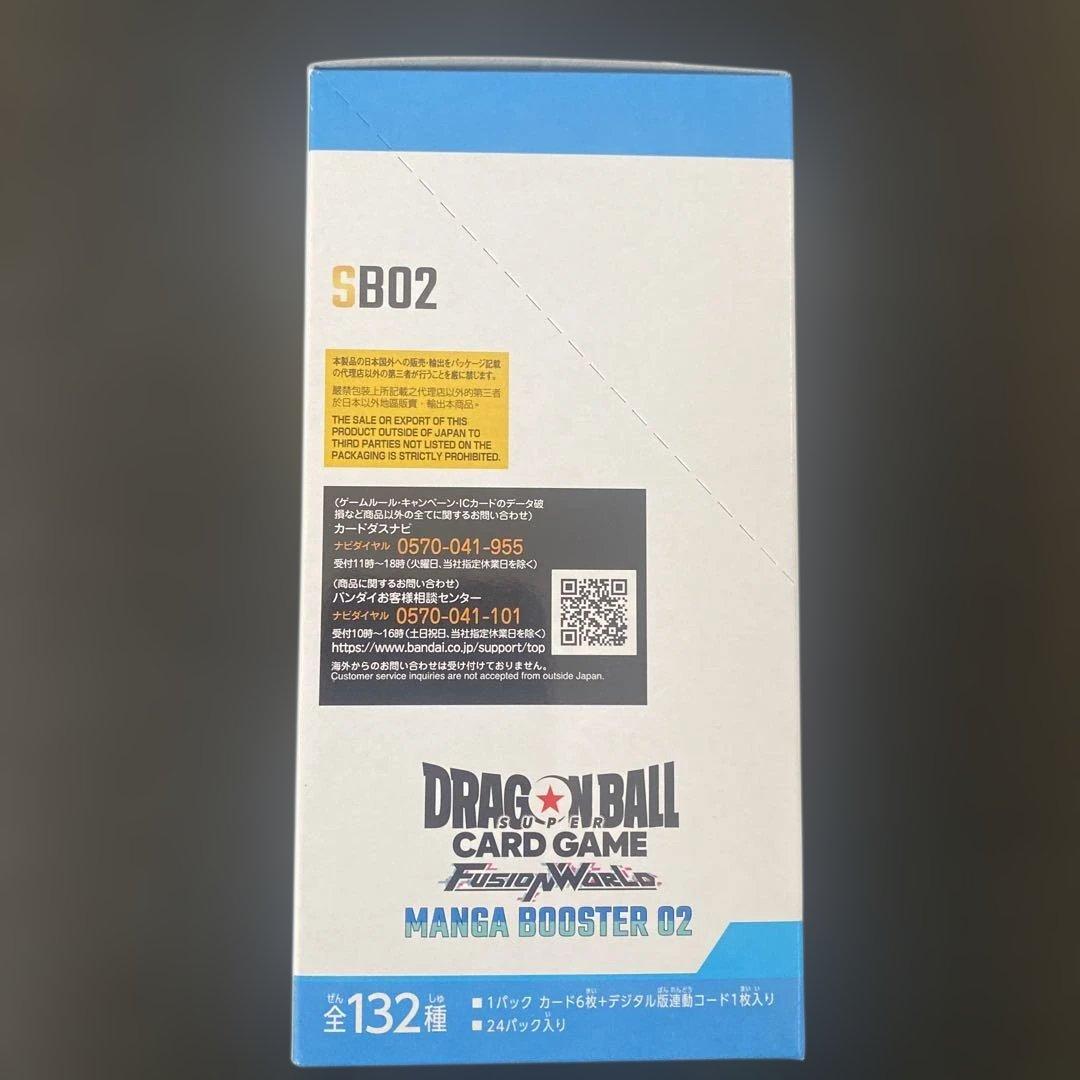 SB02
本製品の日本国外への販売・輸出をパッケージ記載
の代理店以外の第三者が行うことを厳に禁じます。
嚴禁包裝上所記載之代理店以外的第三者
於日本以外地區販賣・輸出本商品。
THE SALE OR EXPORT OF THIS
PRODUCT OUTSIDE OF JAPAN TO
THIRD PARTIES NOT LISTED ON THE
PACKAGING IS STRICTLY PROHIBITED.
(ゲームルール・キャンペーン・ICカードのデータ破
損など商品以外の全てに関するお問い合わせ)
カードダスナビ
ナビダイヤル 0570-041-955
受付11時〜18時(火曜日、当社指定休業日を除く)
(商品に関するお問い合わせ)
バンダイお客様相談センター
ナビダイヤル 0570-041-101
受付10時〜16時(土日祝日、当社指定休業日を除く)
https://www.bandai.co.jp/support/top
海外からのお問い合わせは受け付けておりません。
Customer service inquiries are not accepted from outside Japan.
DRAGON BALL
SUPER
CARD GAME
FUSION WORLD
MANGA BOOSTER 02
ぜん しゅ
全132種
まい ばんれんどう まいい
■1パック カード6枚+デジタル版連動コード1枚入り
い
■24パック入り